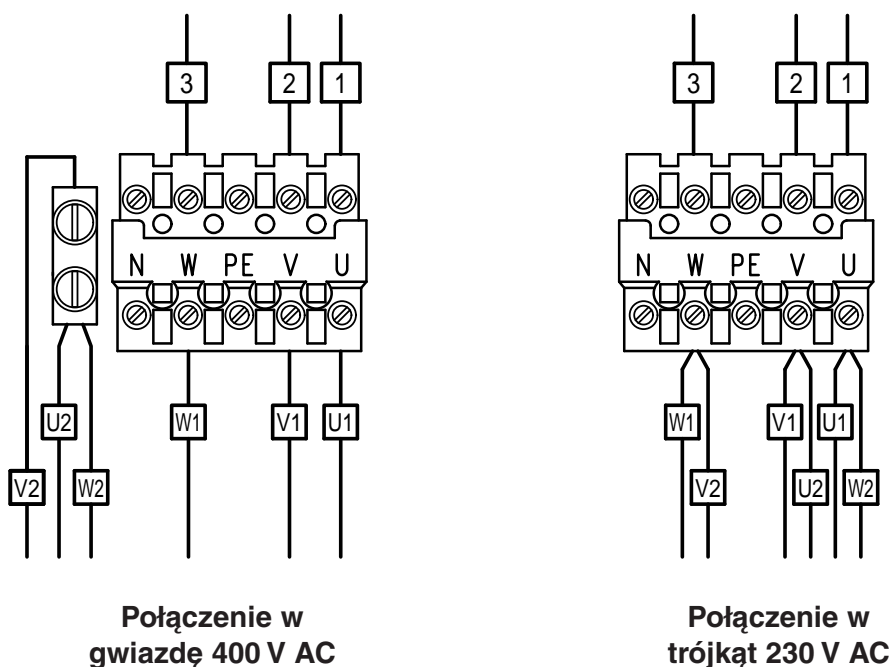 3 2 1
N W PE V U
U2 W1 V1 U1
V2 W2
Połączenie w
gwiazdę 400 V AC
3 2 1
N W PE V U
W1 V1 U1
V2 U2 W2
Połączenie w
trójkąt 230 V AC